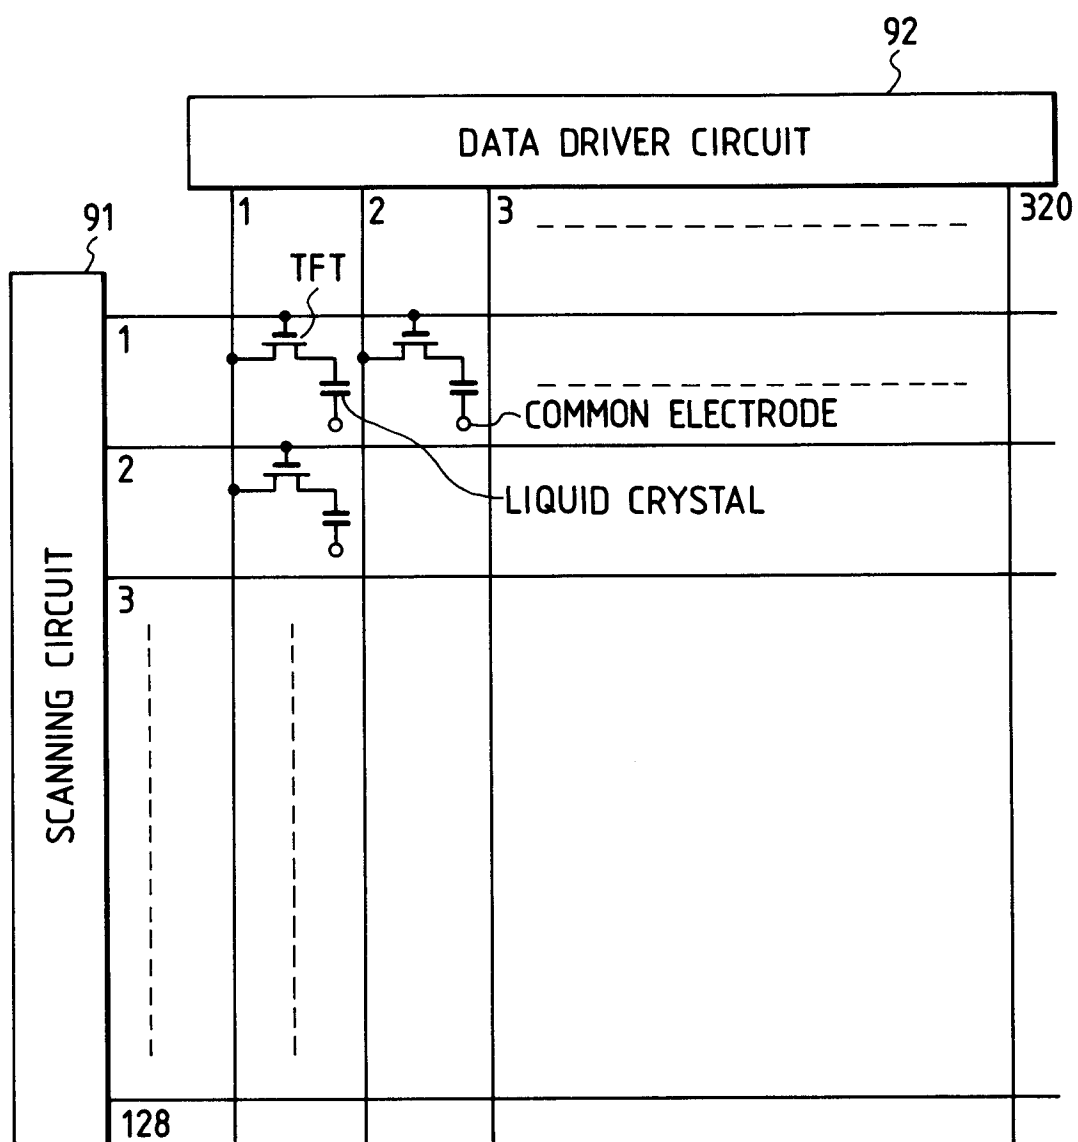 92
DATA DRIVER CIRCUIT
1
2
3
320
91
TFT
1
COMMON ELECTRODE
2
LIQUID CRYSTAL
3
SCANNING CIRCUIT
128